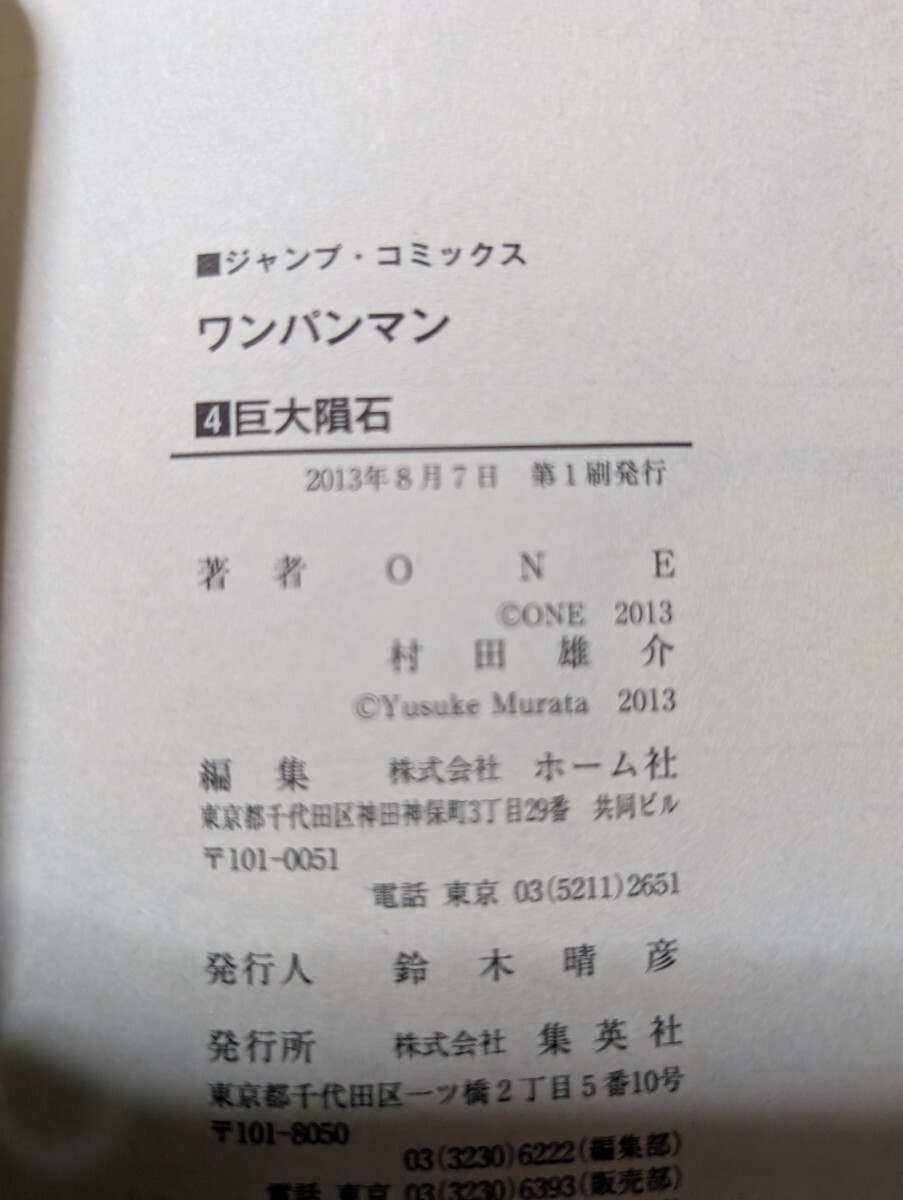 ■ジャンプ・コミックス
ワンパンマン
4巨大隕石
2013年8月7日 第1刷発行
著者 ONE
©ONE 2013
村田雄介
©Yusuke Murata 2013
編集 株式会社 ホーム社
東京都千代田区神田神保町3丁目29番 共同ビル
〒101-0051
電話 東京 03(5211)2651
発行人 鈴木晴彦
発行所 株式会社 集英社
東京都千代田区一ツ橋2丁目5番10号
〒101-8050
03(3230)6222(編集部)
電話 東京 03(3230)6393(販売部)